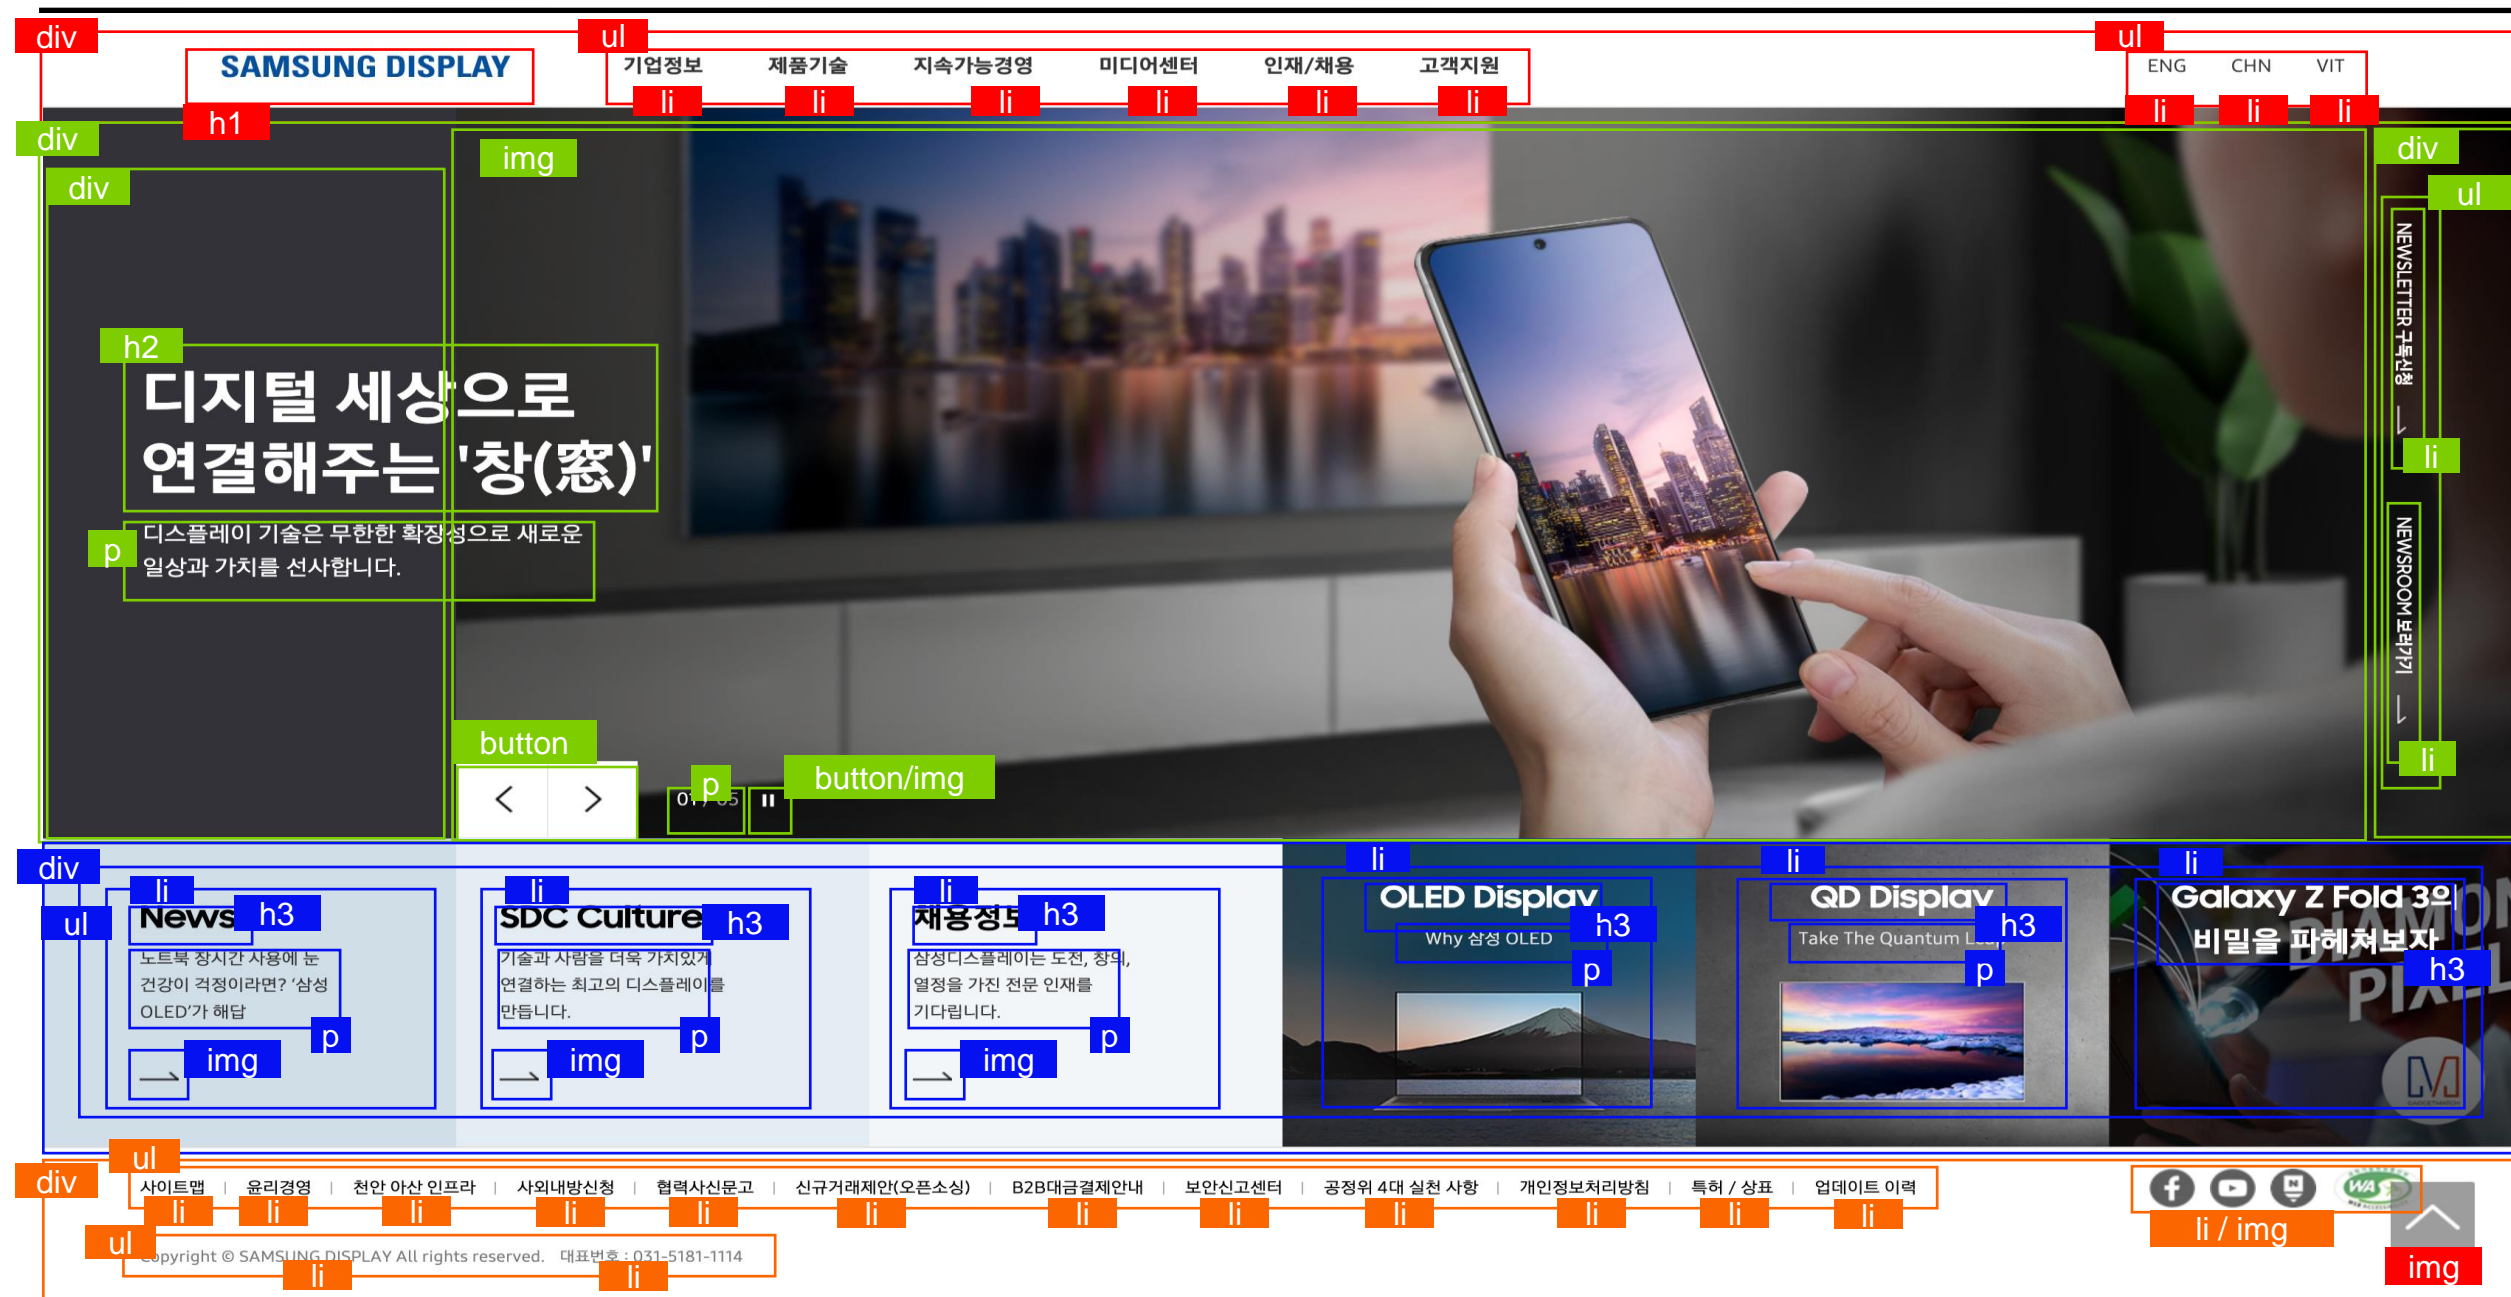 div
ul
ul
SAMSUNG DISPLAY
기업정보 제품기술 지속가능경영 미디어센터 인재/채용 고객지원
ENG CHN VIT
h1
li li li li li li
li li li
div
img
div
div
ul
NEWSLETTER 구독신청
li
h2
디지털 세상으로
연결해주는 '창(窓)'
p
디스플레이 기술은 무한한 확장성으로 새로운
일상과 가치를 선사합니다.
NEWSROOM 보러가기
li
button
p
button/img
div
ul
li
News
h3
노트북 장시간 사용에 눈
건강이 걱정이라면? ‘삼성
OLED’가 해답
p
img
li
SDC Culture
h3
기술과 사람을 더욱 가치있게
연결하는 최고의 디스플레이를
만듭니다.
p
img
li
채용정보
h3
삼성디스플레이는 도전, 창의,
열정을 가진 전문 인재를
기다립니다.
p
img
li
OLED Display
h3
Why 삼성 OLED
p
li
QD Display
h3
Take The Quantum Leap
p
li
Galaxy Z Fold 3의
비밀을 파헤쳐보자
h3
div
ul
사이트맵 | 윤리경영 | 천안 아산 인프라 | 사외내방신청 | 협력사신문고 | 신규거래제안(오픈소싱) | B2B대금결제안내 | 보안신고센터 | 공정위 4대 실천 사항 | 개인정보처리방침 | 특허 / 상표 | 업데이트 이력
li li li li li li li li li li li li
WA
li / img
ul
Copyright © SAMSUNG DISPLAY All rights reserved. 대표번호 : 031-5181-1114
li li
img